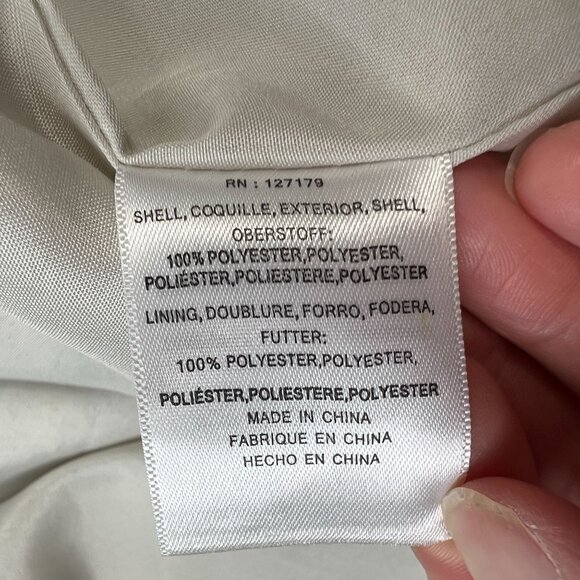 RN : 127179
SHELL, COQUILLE, EXTERIOR, SHELL,
OBERSTOFF:
100% POLYESTER,POLYESTER,
POLIÉSTER,POLIESTERE,POLYESTER
LINING, DOUBLURE, FORRO, FODERA,
FUTTER:
100% POLYESTER,POLYESTER,
POLIÉSTER,POLIESTERE,POLYESTER
MADE IN CHINA
FABRIQUE EN CHINA
HECHO EN CHINA